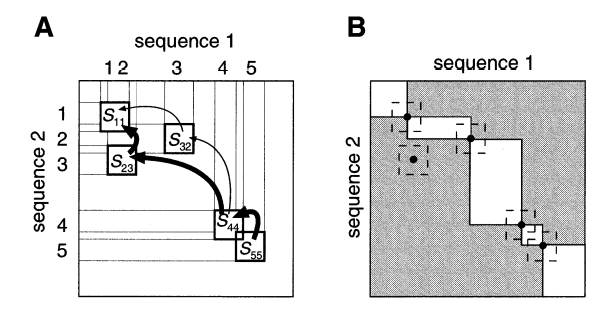 A
sequence 1
1 2 3 4 5
sequence 2
1
2
3
4
5
S11
S32
S23
S44
S55
B
sequence 1
sequence 2